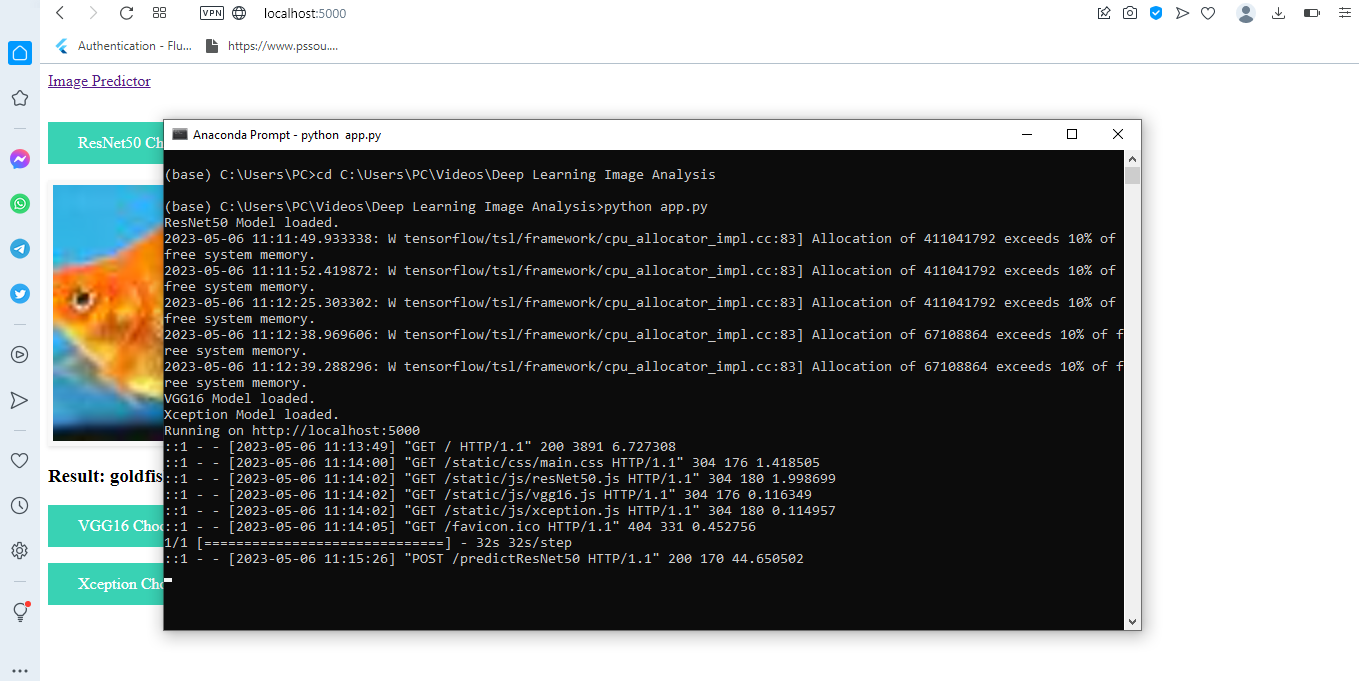 VPN localhost:5000
Authentication - Flu... https://www.pssou....
Image Predictor
ResNet50 Ch
Anaconda Prompt - python app.py
(base) C:\Users\PC>cd C:\Users\PC\Videos\Deep Learning Image Analysis
(base) C:\Users\PC\Videos\Deep Learning Image Analysis>python app.py
ResNet50 Model loaded.
2023-05-06 11:11:49.933338: W tensorflow/tsl/framework/cpu_allocator_impl.cc:83] Allocation of 411041792 exceeds 10% of
free system memory.
2023-05-06 11:11:52.419872: W tensorflow/tsl/framework/cpu_allocator_impl.cc:83] Allocation of 411041792 exceeds 10% of
free system memory.
2023-05-06 11:12:25.303302: W tensorflow/tsl/framework/cpu_allocator_impl.cc:83] Allocation of 411041792 exceeds 10% of
free system memory.
2023-05-06 11:12:38.969606: W tensorflow/tsl/framework/cpu_allocator_impl.cc:83] Allocation of 67108864 exceeds 10% of f
ree system memory.
2023-05-06 11:12:39.288296: W tensorflow/tsl/framework/cpu_allocator_impl.cc:83] Allocation of 67108864 exceeds 10% of f
ree system memory.
VGG16 Model loaded.
Xception Model loaded.
Running on http://localhost:5000
::1 - - [2023-05-06 11:13:49] "GET / HTTP/1.1" 200 3891 6.727308
::1 - - [2023-05-06 11:14:00] "GET /static/css/main.css HTTP/1.1" 304 176 1.418505
::1 - - [2023-05-06 11:14:02] "GET /static/js/resNet50.js HTTP/1.1" 304 180 1.998699
::1 - - [2023-05-06 11:14:02] "GET /static/js/vgg16.js HTTP/1.1" 304 176 0.116349
::1 - - [2023-05-06 11:14:02] "GET /static/js/xception.js HTTP/1.1" 304 180 0.114957
::1 - - [2023-05-06 11:14:05] "GET /favicon.ico HTTP/1.1" 404 331 0.452756
1/1 [==============================] - 32s 32s/step
::1 - - [2023-05-06 11:15:26] "POST /predictResNet50 HTTP/1.1" 200 170 44.650502
Result: goldfis
VGG16 Choo
Xception Cho